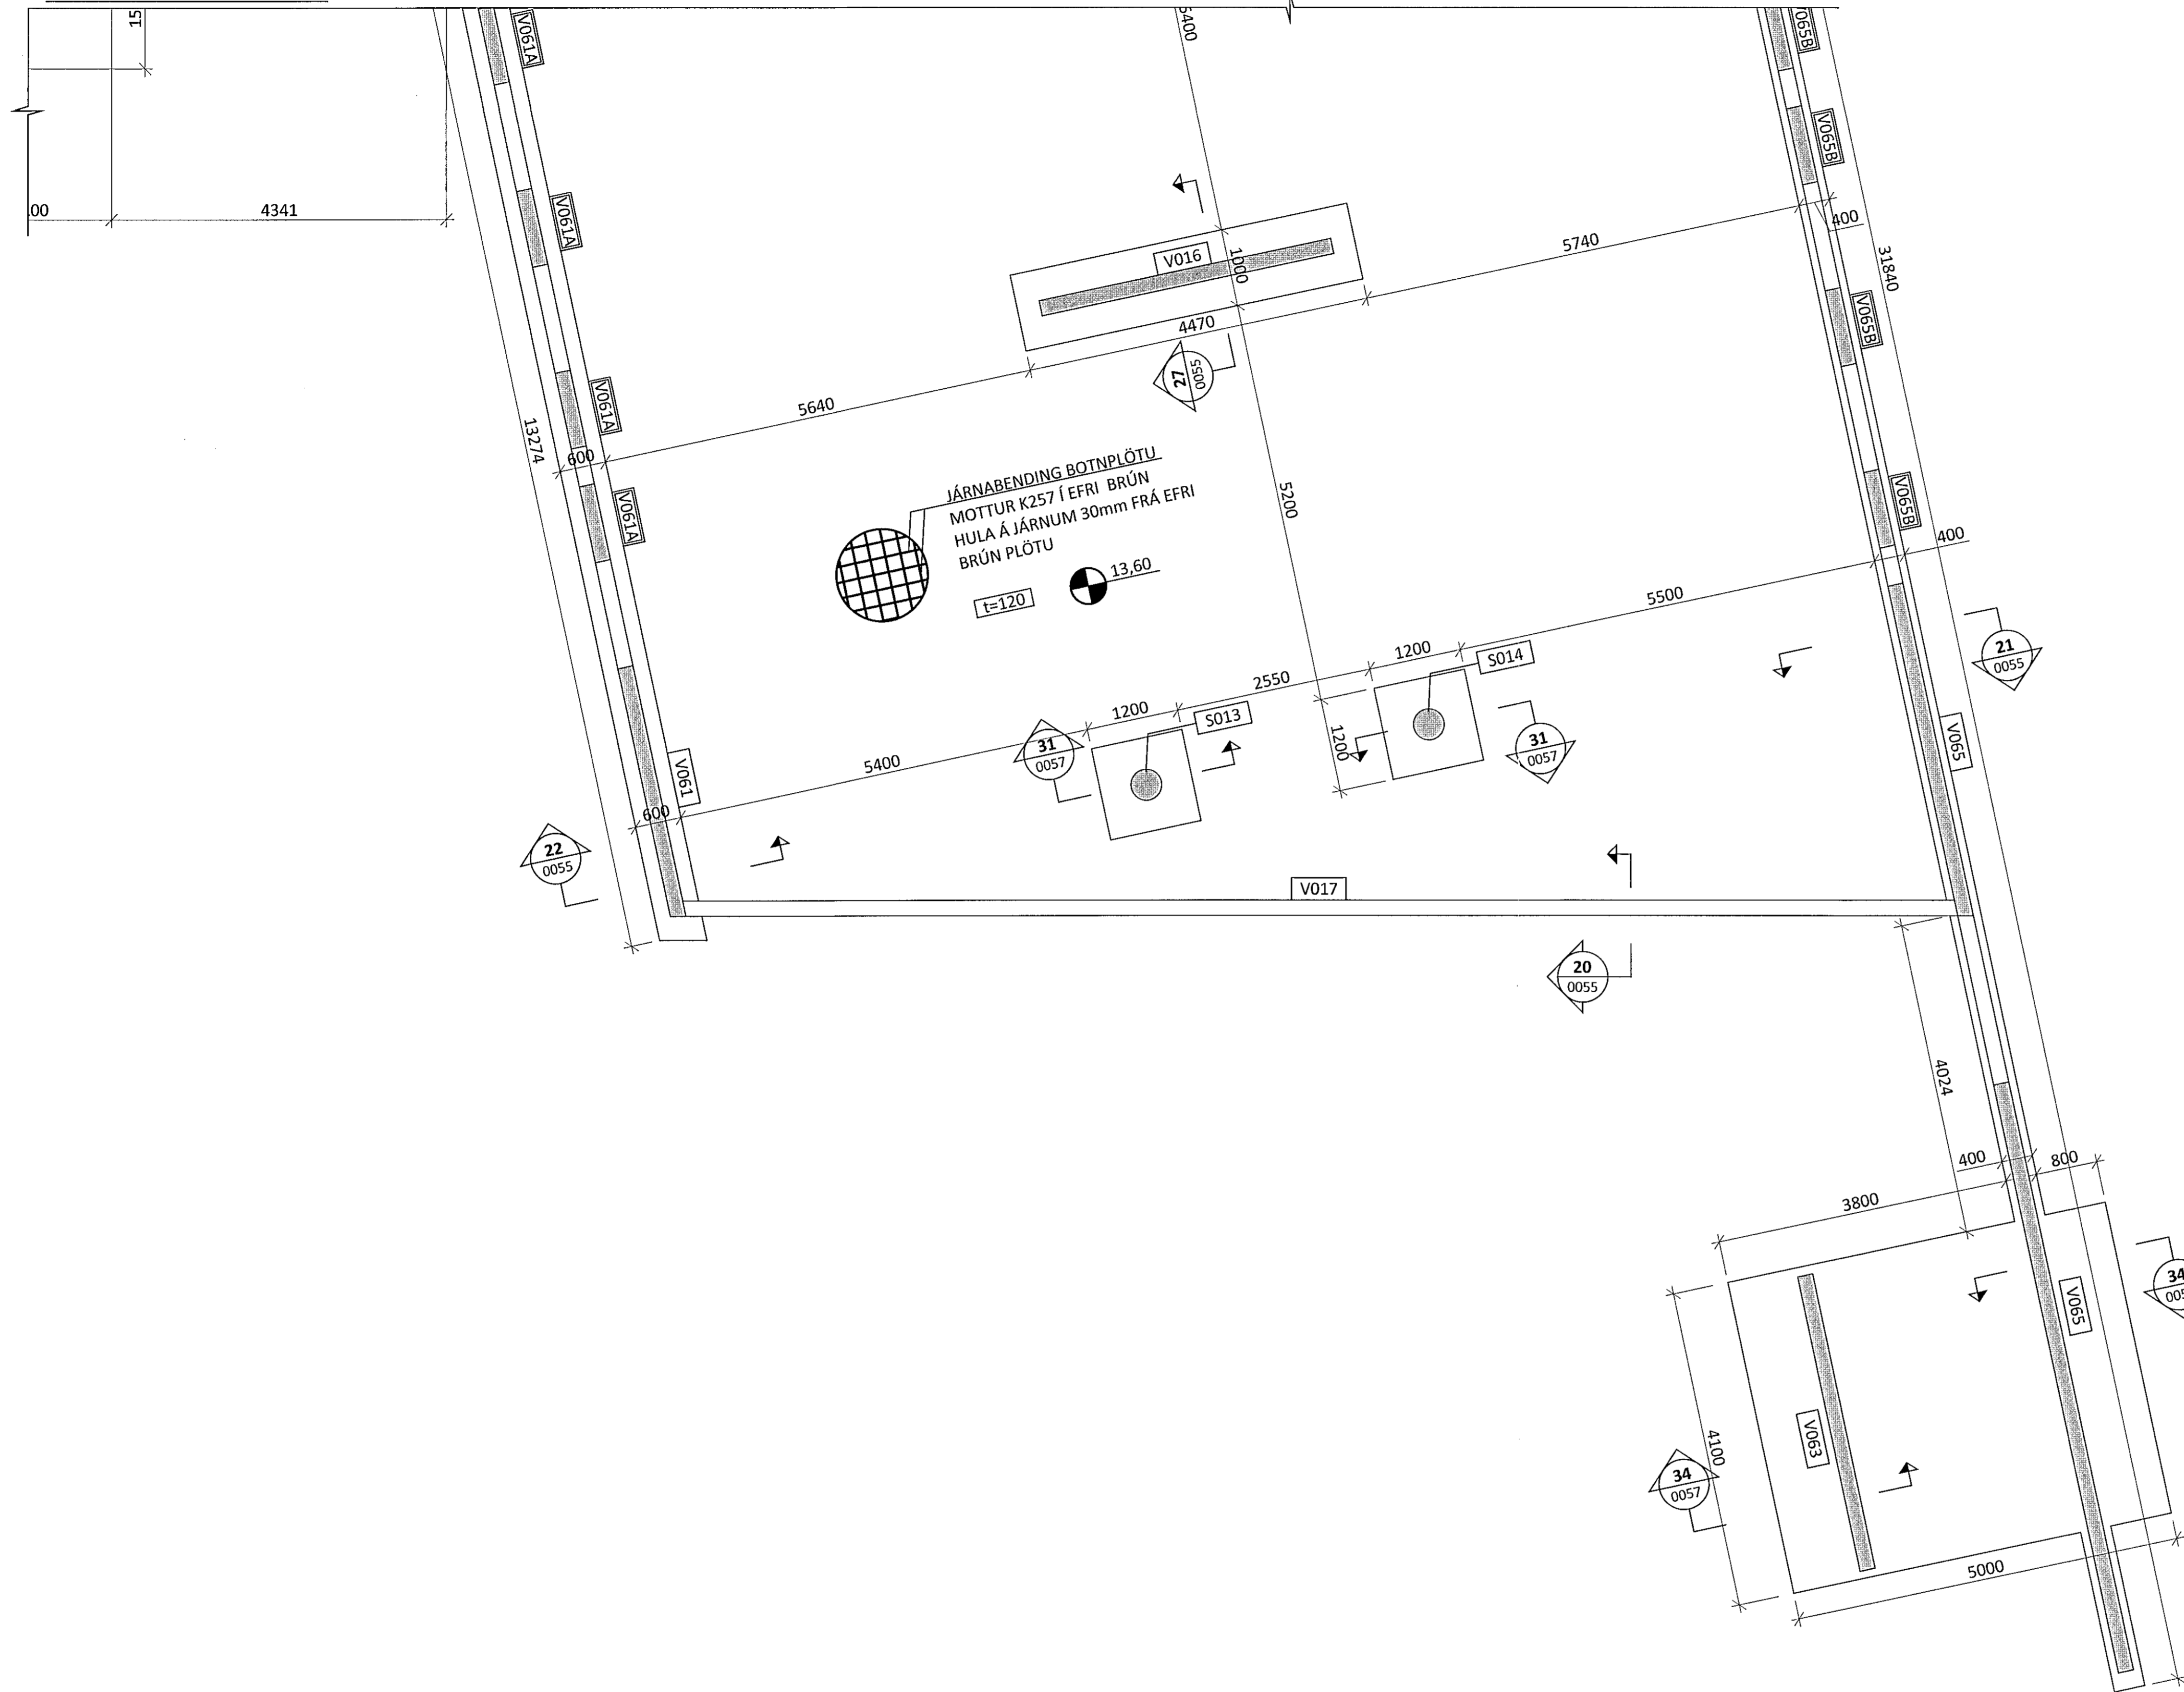 15
V061A
6400
V065B
V065B
.00
4341
V061A
V016
1000
5740
400
31840
V065B
4470
27
0055
5640
V061A
13274
600
JÁRNABENDING BOTNPLÖTU
MOTTUR K257 Í EFRI BRÚN
HULA Á JÁRNUM 30mm FRÁ EFRI
BRÚN PLÖTU
V061A
5200
V065B
400
t=120
13,60
5500
1200
S014
21
0055
2550
1200
S013
31
0057
1200
31
0057
V065
5400
V061
600
22
0055
V017
20
0055
4024
400
800
3800
34
V065
4100
V063
34
0057
5000